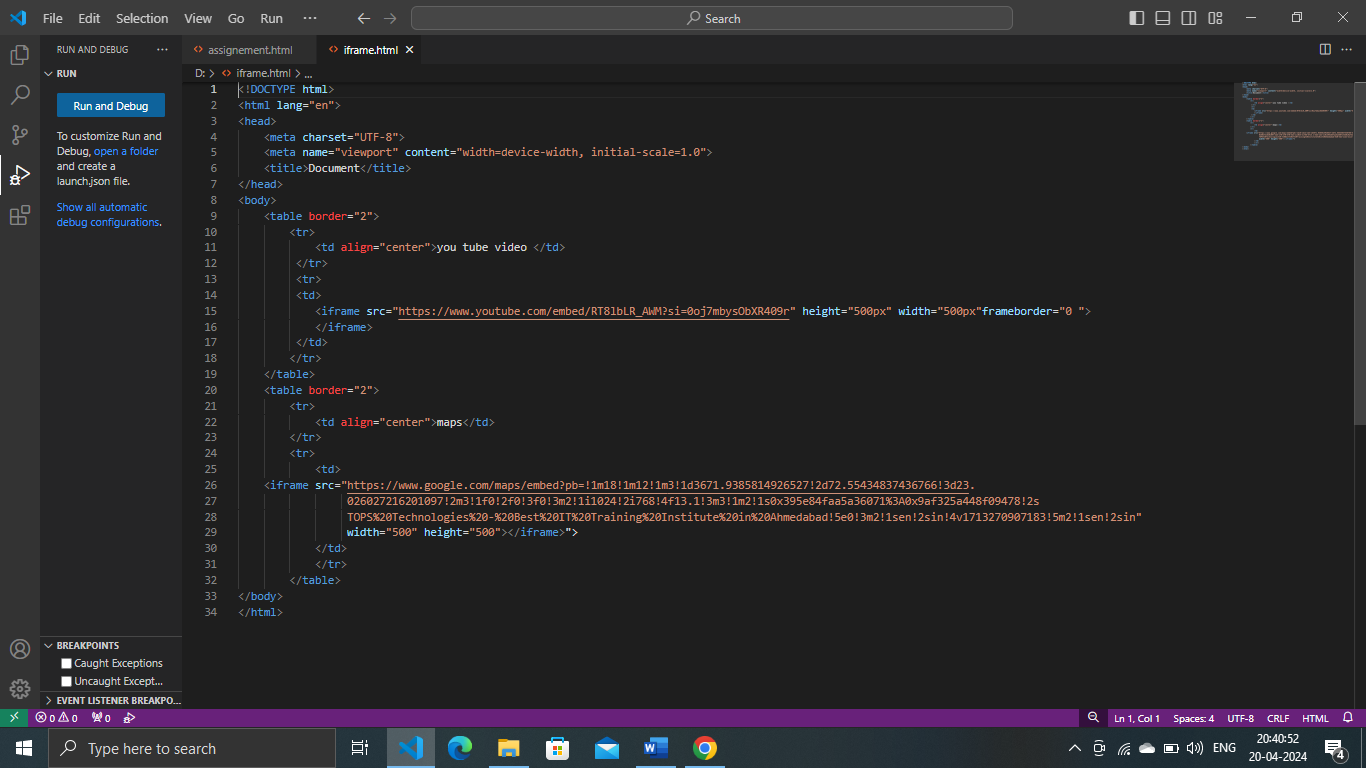 File Edit Selection View Go Run ··· Search
RUN AND DEBUG ···
RUN
Run and Debug
To customize Run and
Debug, open a folder
and create a
launch.json file.
Show all automatic
debug configurations.
BREAKPOINTS
Caught Exceptions
Uncaught Except...
EVENT LISTENER BREAKPO...
assignement.html iframe.html
D: > iframe.html > ...
1 <!DOCTYPE html>
2 <html lang="en">
3 <head>
4 <meta charset="UTF-8">
5 <meta name="viewport" content="width=device-width, initial-scale=1.0">
6 <title>Document</title>
7 </head>
8 <body>
9 <table border="2">
10 <tr>
11 <td align="center">you tube video </td>
12 </tr>
13 <tr>
14 <td>
15 <iframe src="https://www.youtube.com/embed/RT8lbLR_AWM?si=0oj7mbysObXR409r" height="500px" width="500px"frameborder="0 ">
16 </iframe>
17 </td>
18 </tr>
19 </table>
20 <table border="2">
21 <tr>
22 <td align="center">maps</td>
23 </tr>
24 <tr>
25 <td>
26 <iframe src="https://www.google.com/maps/embed?pb=!1m18!1m12!1m3!1d3671.9385814926527!2d72.55434837436766!3d23.
27 026027216201097!2m3!1f0!2f0!3f0!3m2!1i1024!2i768!4f13.1!3m3!1m2!1s0x395e84faa5a36071%3A0x9af325a448f09478!2s
28 TOPS%20Technologies%20-%20Best%20IT%20Training%20Institute%20in%20Ahmedabad!5e0!3m2!1sen!2sin!4v1713270907183!5m2!1sen!2sin"
29 width="500" height="500"></iframe>">
30 </td>
31 </tr>
32 </table>
33 </body>
34 </html>
0 0 0 Ln 1, Col 1 Spaces: 4 UTF-8 CRLF HTML
Type here to search ENG 20:40:52
20-04-2024 4